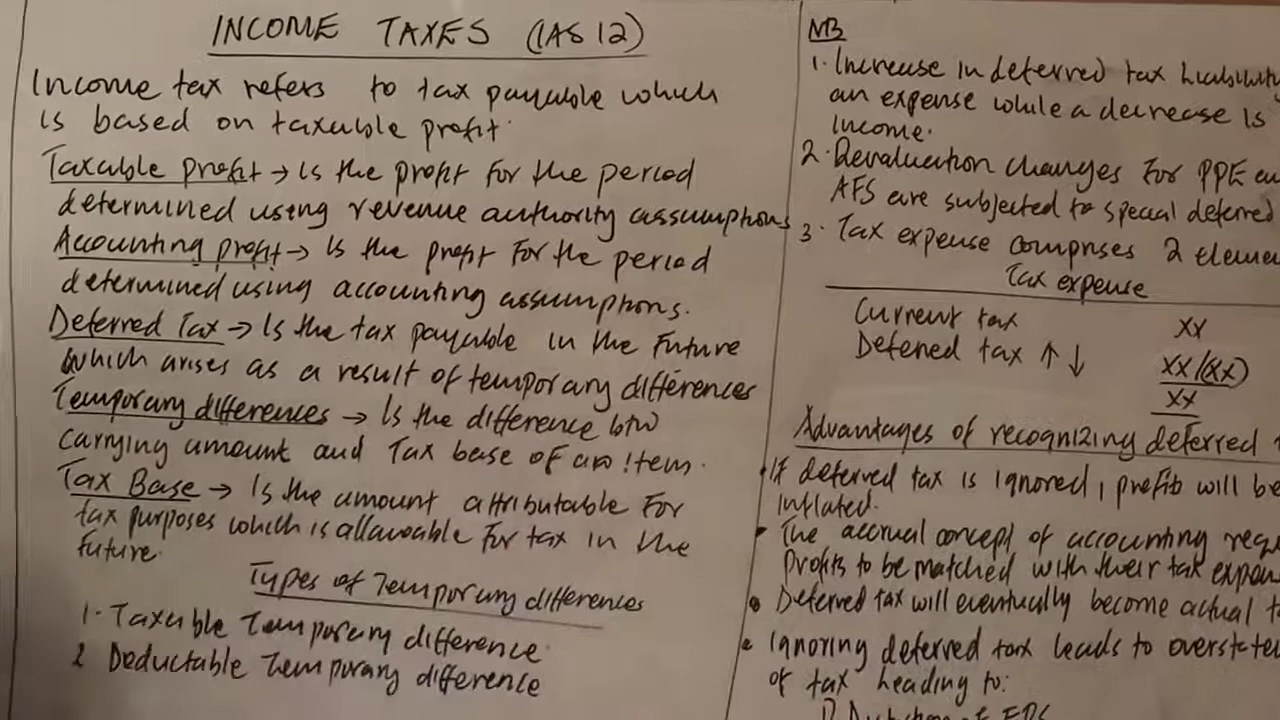 INCOME TAXES (IAS 12)
Income tax refers to tax payable which
is based on taxable profit.
Taxable profit → Is the profit for the period
determined using revenue authority assumptions
Accounting profit → Is the profit for the period
determined using accounting assumptions.
Deferred Tax → Is the tax payable in the future
which arises as a result of temporary differences
Temporary differences → Is the difference btw
carrying amount and Tax base of an item.
Tax Base → Is the amount attributable for
tax purposes which is allowable for tax in the
future.
Types of Temporary differences
1. Taxable Temporary difference
2 Deductable Temporary difference
NB
1. Increase in deferred tax liability
an expense while a decrease is
income.
2. Revaluation changes for PPE
AFS are subjected to special deferred
3. Tax expense comprises 2
Tax expense
Current tax xx
Deferred tax ↑ ↓ xx/(xx)
xx
Advantages of recognizing deferred
• If deferred tax is ignored, profit will be
inflated.
• The accrual concept of accounting
profits to be matched with their tax
• Deferred tax will eventually become actual
• Ignoring deferred tax leads to
of tax leading to: